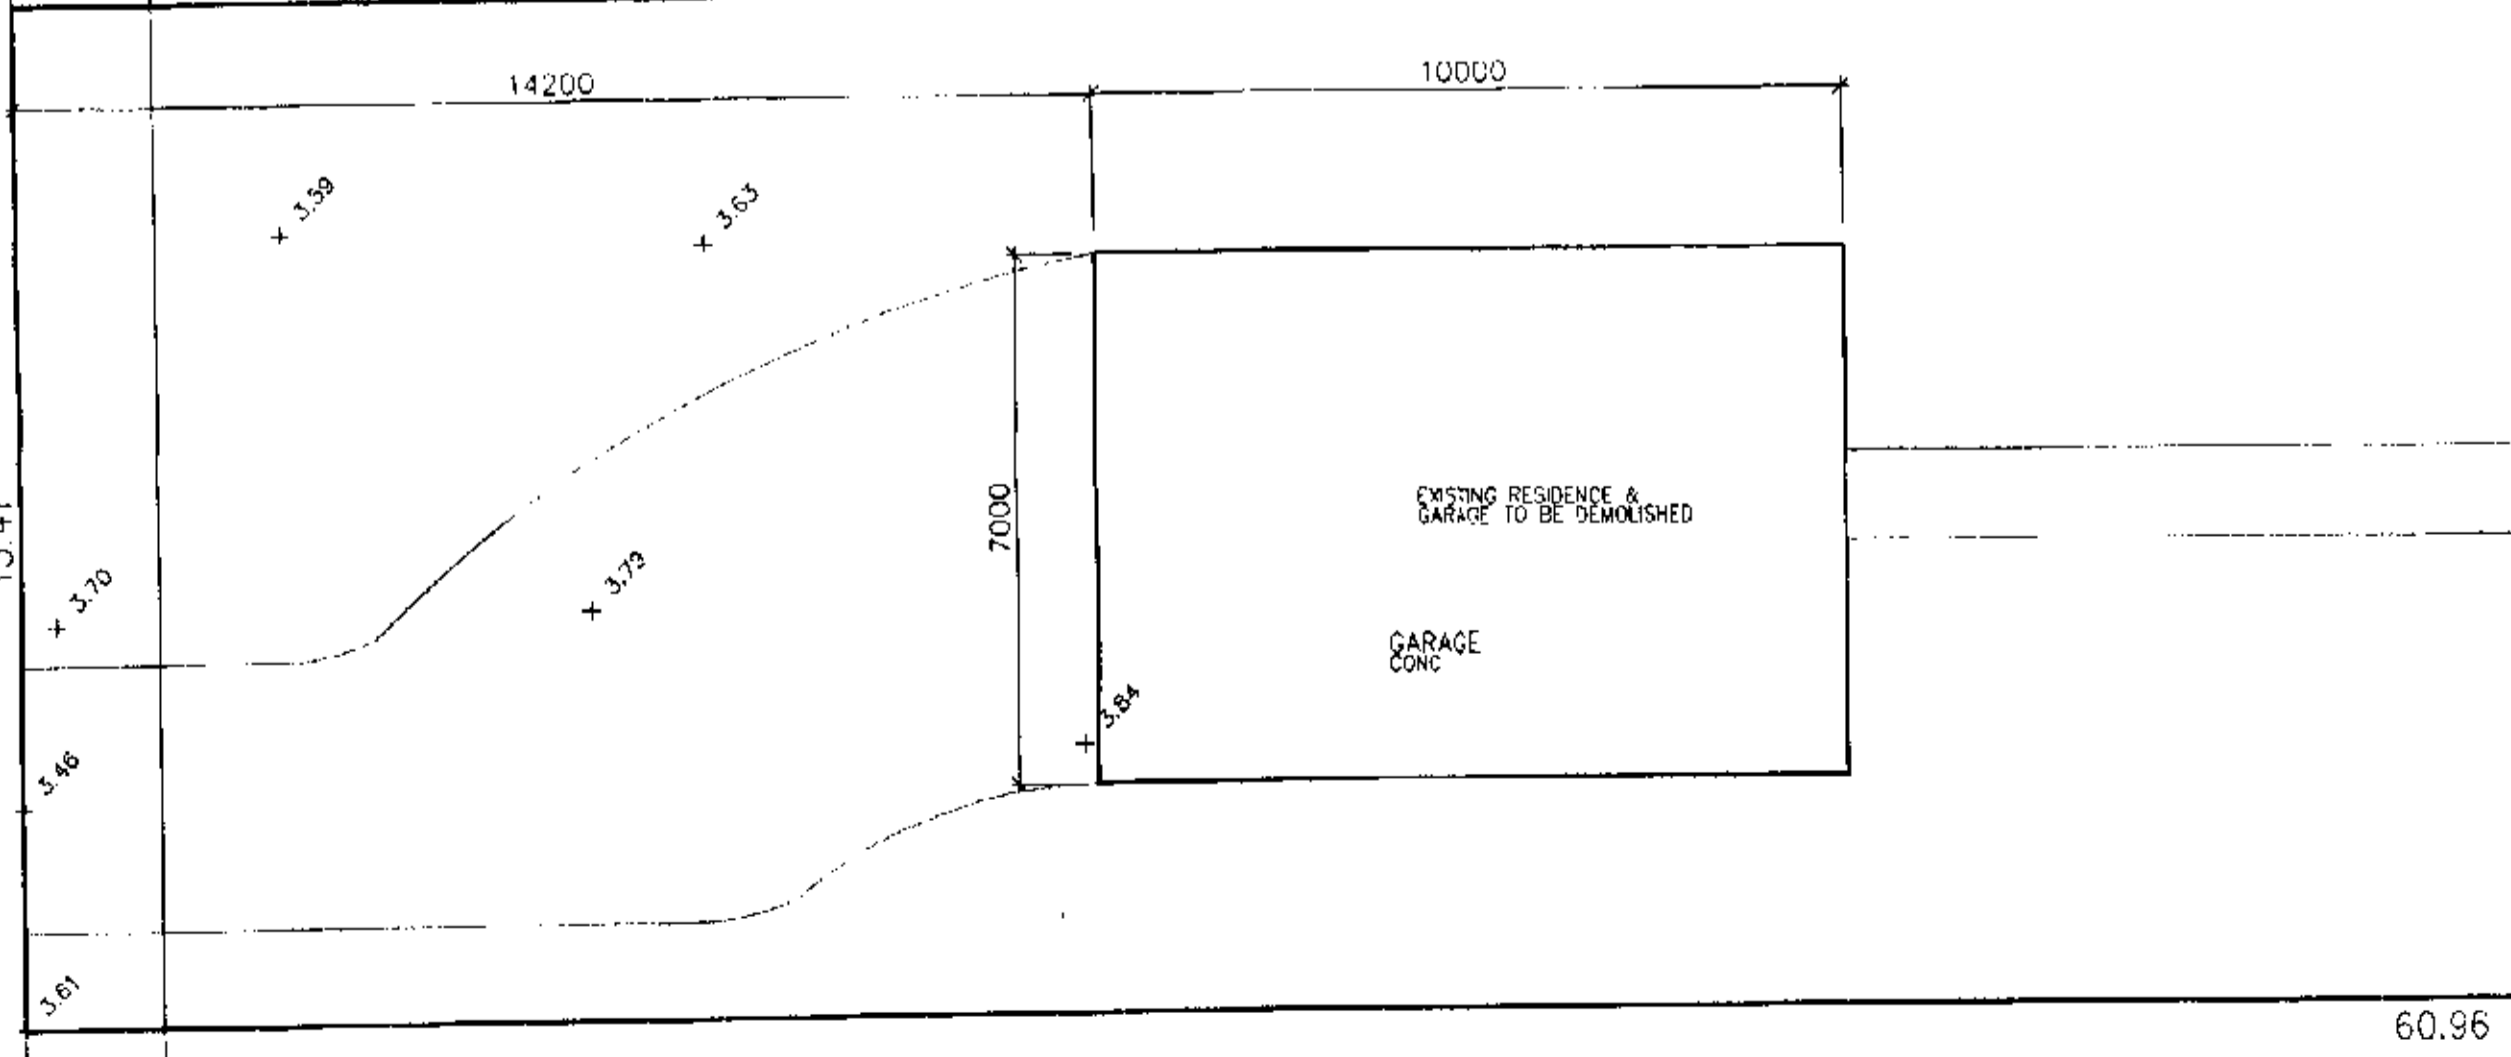 14200
10000
3.59
3.63
7000
EXISTING RESIDENCE &
GARAGE TO BE DEMOLISHED
3.70
3.73
GARAGE
CONC
3.84
3.46
3.61
60.96